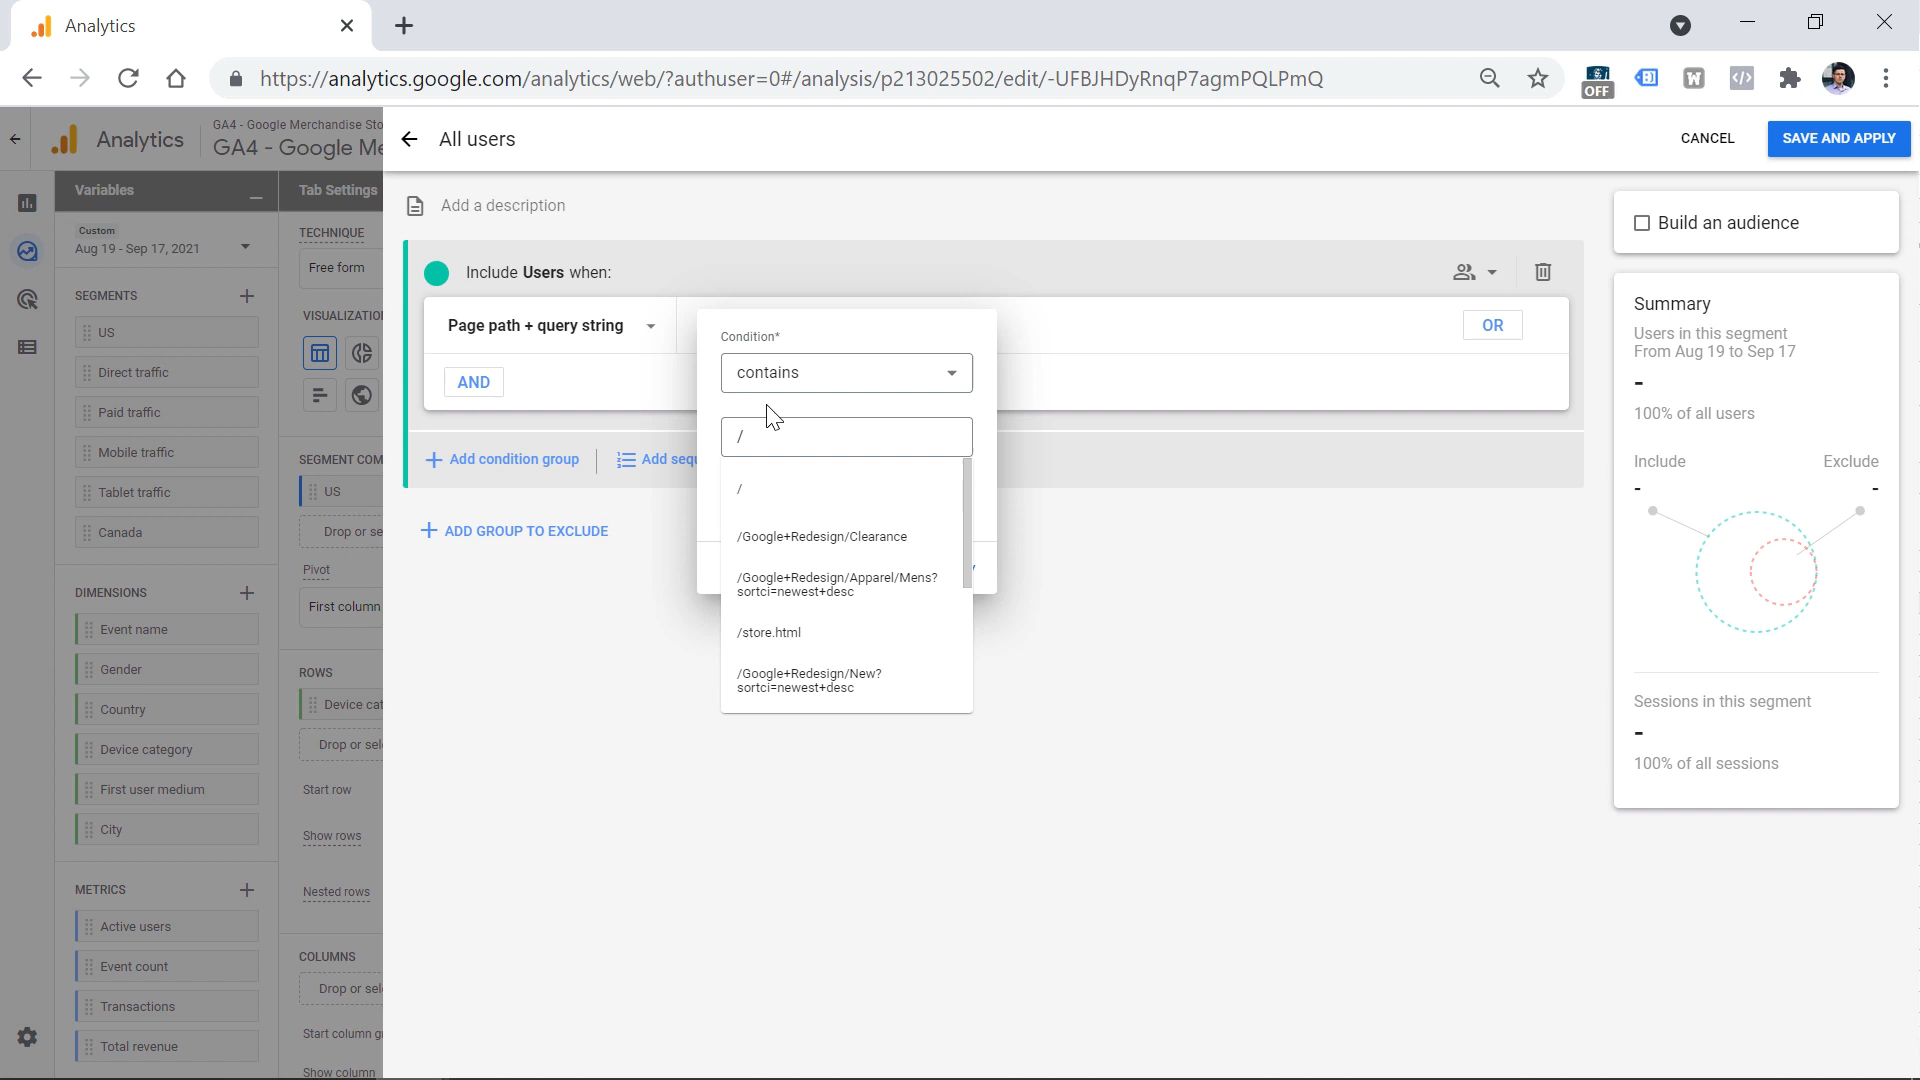 Analytics
https://analytics.google.com/analytics/web/?authuser=0#/analysis/p213025502/edit/-UFBJHDyRnqP7agmPQLPmQ
OFF
Analytics
GA4 - Google Merchandise Sto
GA4 - Google Me
All users
CANCEL
SAVE AND APPLY
Variables
Custom
Aug 19 - Sep 17, 2021
SEGMENTS
US
Direct traffic
Paid traffic
Mobile traffic
Tablet traffic
Canada
DIMENSIONS
Event name
Gender
Country
Device category
First user medium
City
METRICS
Active users
Event count
Transactions
Total revenue
Tab Settings
TECHNIQUE
Free form
VISUALIZATION
SEGMENT COM
US
Drop or se
Pivot
First column
ROWS
Device cat
Drop or sel
Start row
Show rows
Nested rows
COLUMNS
Drop or sel
Start column g
Show column
Add a description
Include Users when:
Page path + query string
OR
AND
Add condition group
Add sequ
ADD GROUP TO EXCLUDE
Condition*
contains
/
/
/Google+Redesign/Clearance
/Google+Redesign/Apparel/Mens?
sortci=newest+desc
/store.html
/Google+Redesign/New?
sortci=newest+desc
Build an audience
Summary
Users in this segment
From Aug 19 to Sep 17
-
100% of all users
Include
Exclude
-
-
Sessions in this segment
-
100% of all sessions